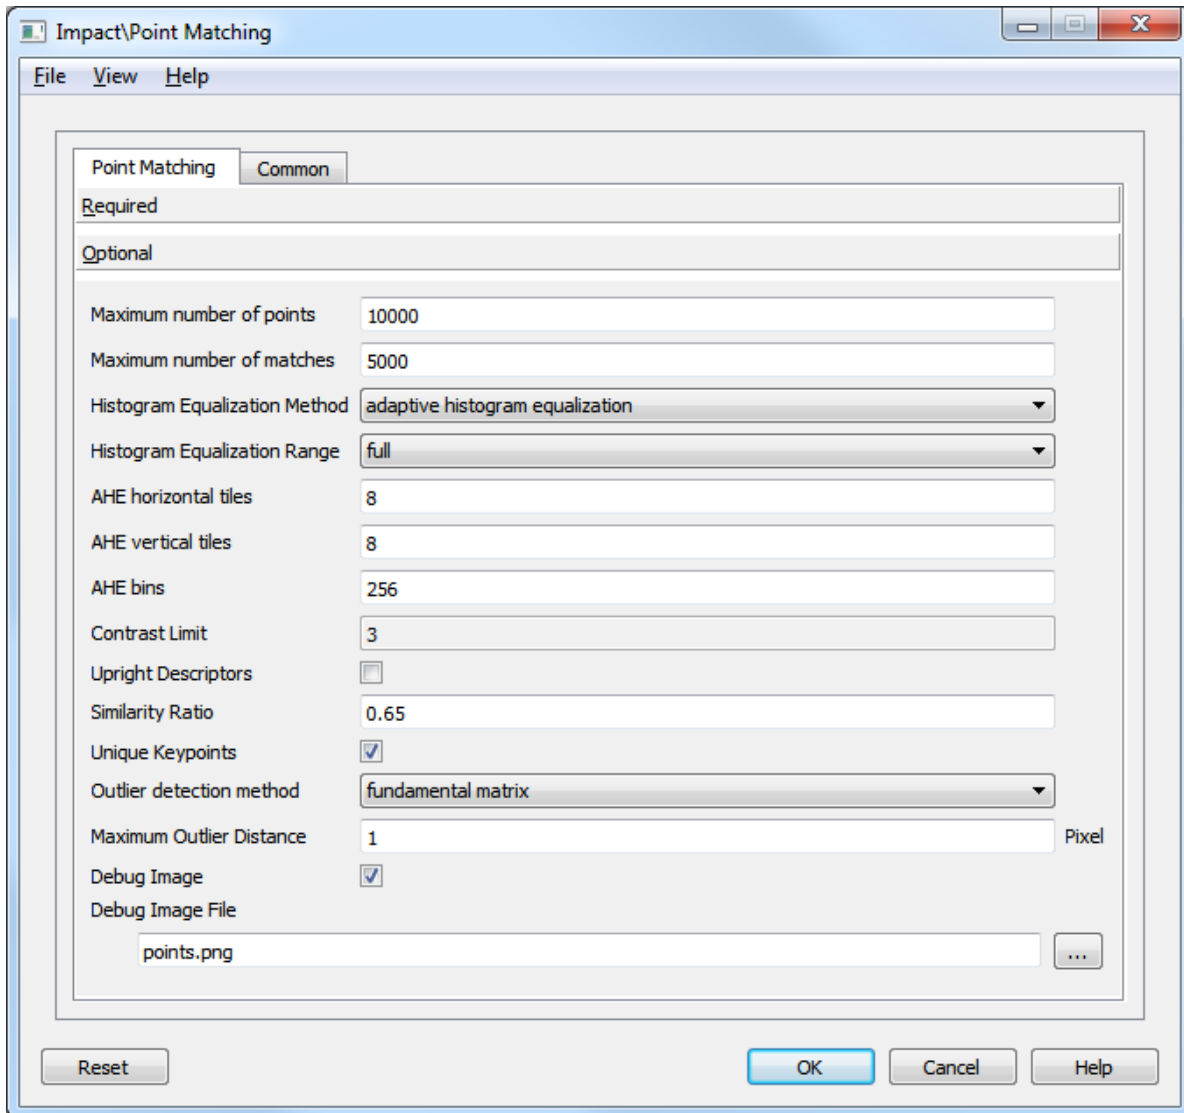 Impact\Point Matching
File View Help
Point Matching Common
Required
Optional
Maximum number of points 10000
Maximum number of matches 5000
Histogram Equalization Method adaptive histogram equalization
Histogram Equalization Range full
AHE horizontal tiles 8
AHE vertical tiles 8
AHE bins 256
Contrast Limit 3
Upright Descriptors
Similarity Ratio 0.65
Unique Keypoints
Outlier detection method fundamental matrix
Maximum Outlier Distance 1 Pixel
Debug Image
Debug Image File
points.png ...
Reset OK Cancel Help